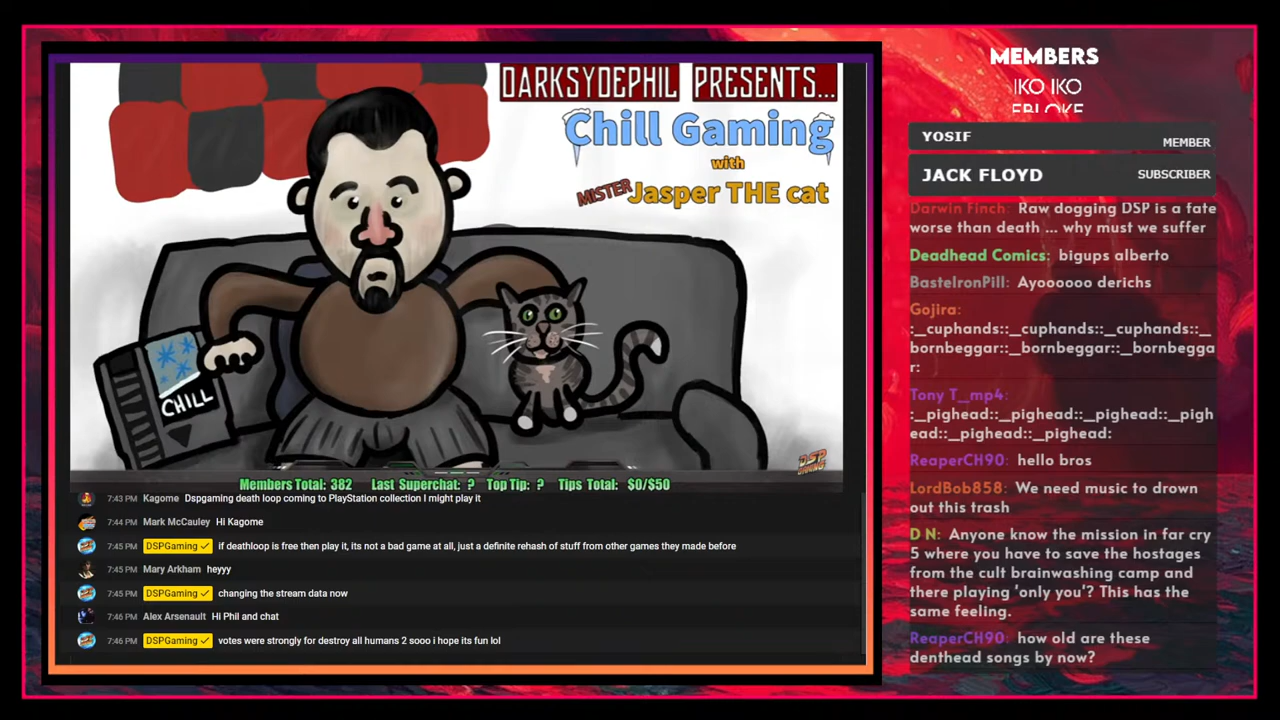 DARKSYDEPHIL PRESENTS...
Chill Gaming
with
MISTER Jasper THE cat
CHILL
DSP
GAMING
Members Total: 382 Last Superchat: ? Top Tip: ? Tips Total: $0/$50
7:43 PM Kagome Dspgaming death loop coming to PlayStation collection I might play it
7:44 PM Mark McCauley Hi Kagome
7:45 PM DSPGaming if deathloop is free then play it, its not a bad game at all, just a definite rehash of stuff from other games they made before
7:45 PM Mary Arkham heyyy
7:45 PM DSPGaming changing the stream data now
7:46 PM Alex Arsenault Hi Phil and chat
7:46 PM DSPGaming votes were strongly for destroy all humans 2 sooo i hope its fun lol
MEMBERS
IKO IKO
EBLOKE
YOSIF MEMBER
JACK FLOYD SUBSCRIBER
Darwin Finch: Raw dogging DSP is a fate
worse than death ... why must we suffer
Deadhead Comics: bigups alberto
BasteIronPill: Ayoooooo derichs
Gojira:
:_cuphands::_cuphands::_cuphands::_
bornbeggar::_bornbeggar::_bornbegga
r:
Tony T_mp4:
:_pighead::_pighead::_pighead::_pigh
ead::_pighead::_pighead:
ReaperCH90: hello bros
LordBob858: We need music to drown
out this trash
D N: Anyone know the mission in far cry
5 where you have to save the hostages
from the cult brainwashing camp and
there playing 'only you'? This has the
same feeling.
ReaperCH90: how old are these
denthead songs by now?